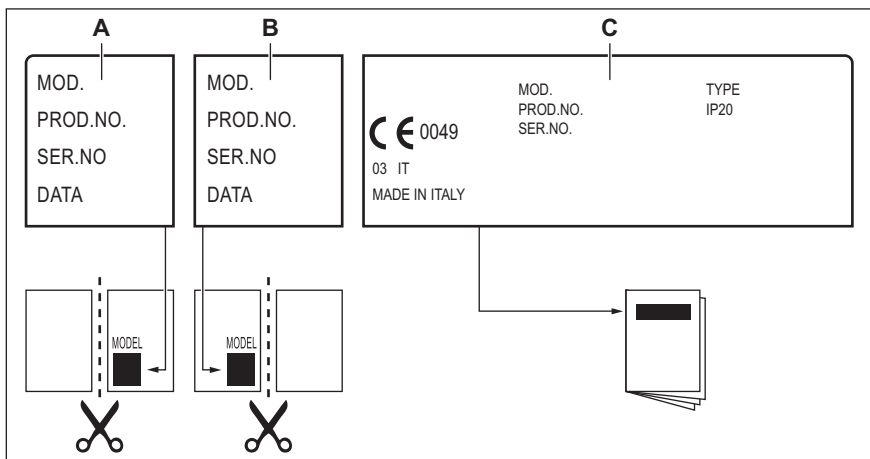 A
B
C
MOD.
PROD.NO.
SER.NO
DATA
MOD.
PROD.NO.
SER.NO
DATA
MOD.
PROD.NO.
SER.NO.
TYPE
IP20
CE 0049
03 IT
MADE IN ITALY
MODEL
MODEL